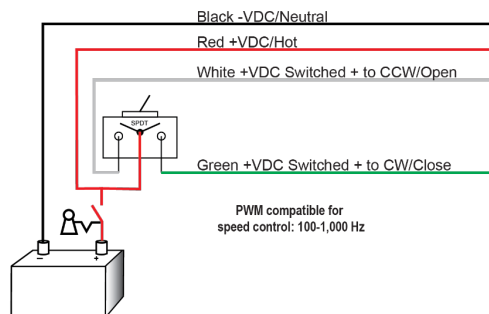 Black -VDC/Neutral
Red +VDC/Hot
White +VDC Switched + to CCW/Open
SPDT
Green +VDC Switched + to CW/Close
PWM compatible for
speed control: 100-1,000 Hz
– +